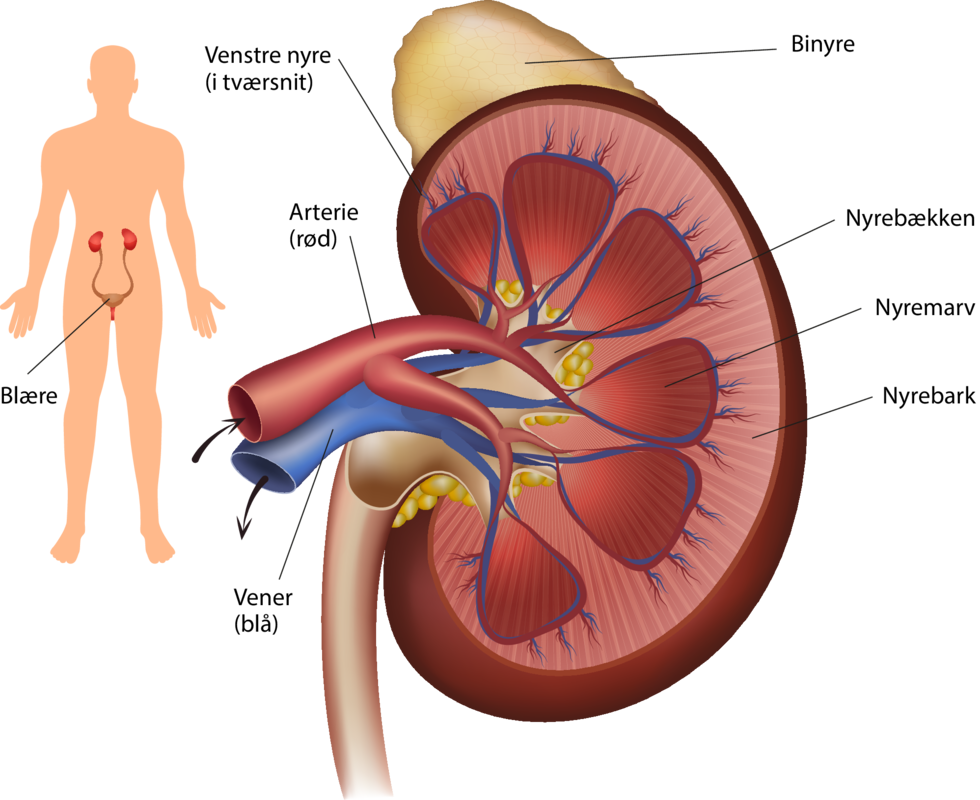 Venstre nyre
(i tværsnit)
Binyre
Arterie
(rød)
Nyrebækken
Nyremarv
Blære
Nyrebark
Vener
(blå)